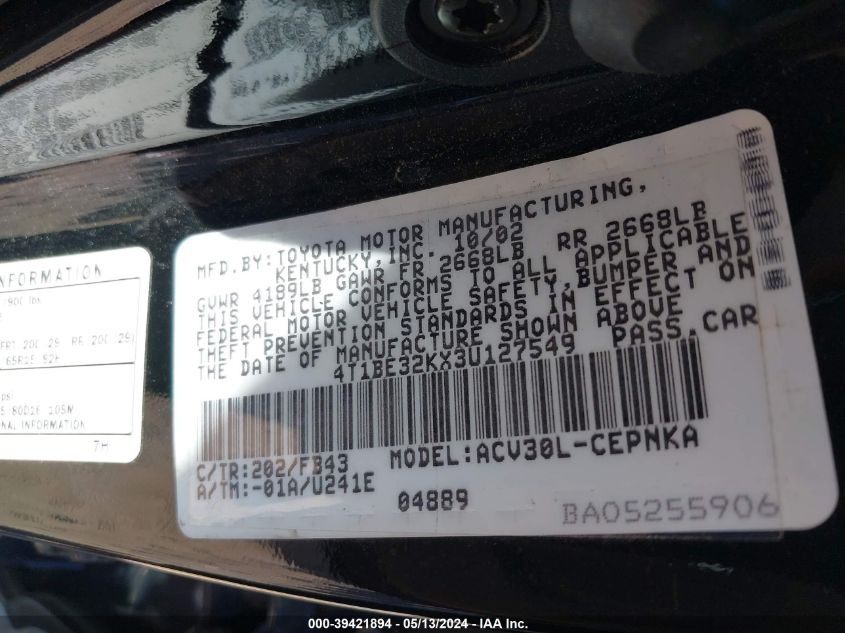 MFD.BY:TOYOTA MOTOR MANUFACTURING,
KENTUCKY,INC. 10/02
GVWR 4189LB GAWR FR 2668LB RR 2668LB
THIS VEHICLE CONFORMS TO ALL APPLICABLE
FEDERAL MOTOR VEHICLE SAFETY,BUMPER AND
THEFT PREVENTION STANDARDS IN EFFECT ON
THE DATE OF MANUFACTURE SHOWN ABOVE
4T1BE32KX3U127549 PASS.CAR
C/TR:202/FB43 MODEL:ACV30L-CEPNKA
A/TM:-01A/U241E
04889
BA05255906
INFORMATION
lbs
105M
NAL INFORMATION
7H
000-39421894 - 05/13/2024 - IAA Inc.